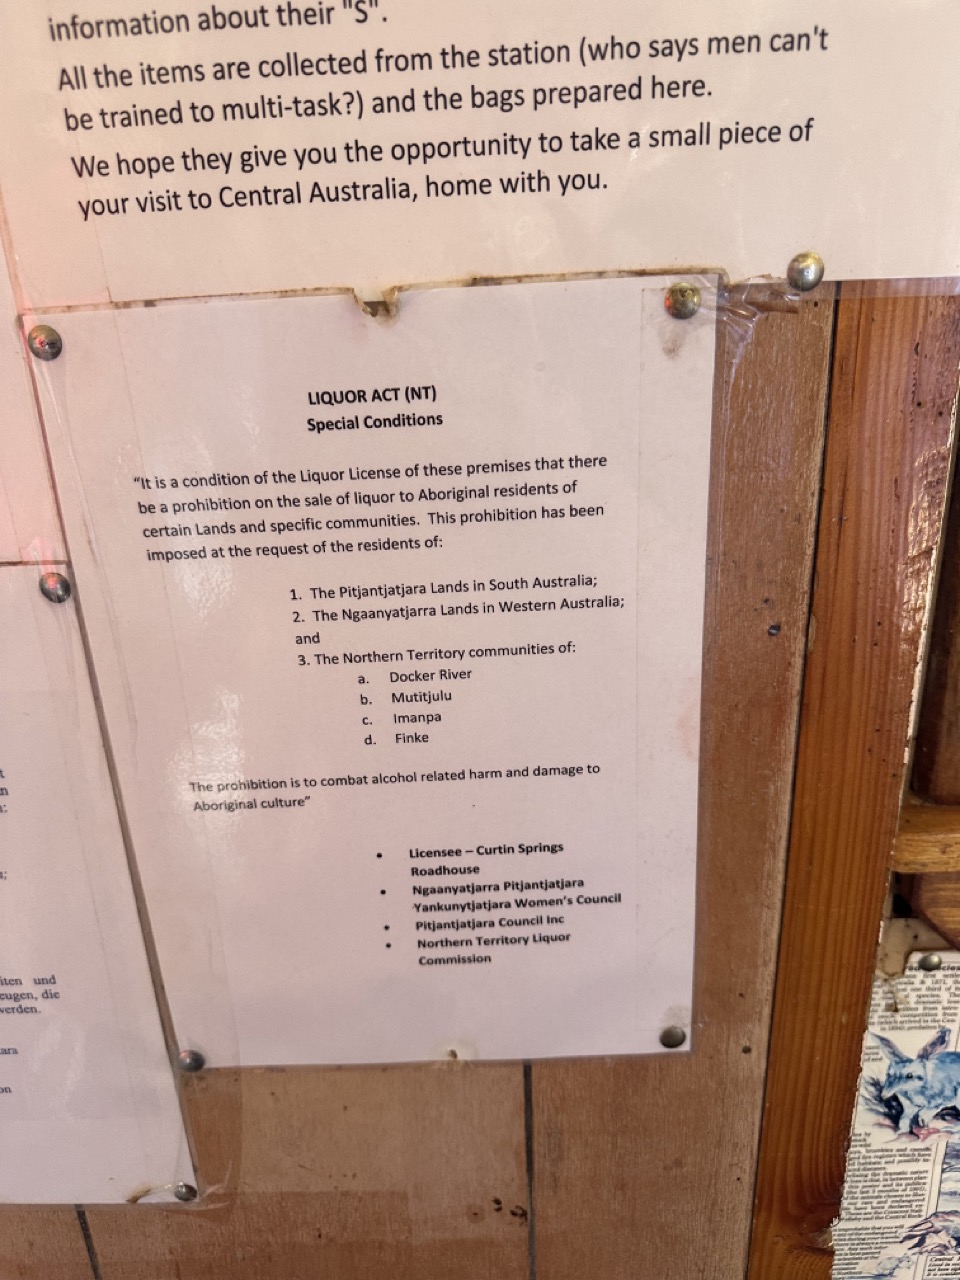 information about their "S".
All the items are collected from the station (who says men can't
be trained to multi-task?) and the bags prepared here.
We hope they give you the opportunity to take a small piece of
your visit to Central Australia, home with you.
LIQUOR ACT (NT)
Special Conditions
"It is a condition of the Liquor License of these premises that there
be a prohibition on the sale of liquor to Aboriginal residents of
certain Lands and specific communities. This prohibition has been
imposed at the request of the residents of:
1. The Pitjantjatjara Lands in South Australia;
2. The Ngaanyatjarra Lands in Western Australia;
and
3. The Northern Territory communities of:
a. Docker River
b. Mutitjulu
c. Imanpa
d. Finke
The prohibition is to combat alcohol related harm and damage to
Aboriginal culture"
• Licensee – Curtin Springs
Roadhouse
• Ngaanyatjarra Pitjantjatjara
Yankunytjatjara Women's Council
• Pitjantjatjara Council Inc
• Northern Territory Liquor
Commission
und
die